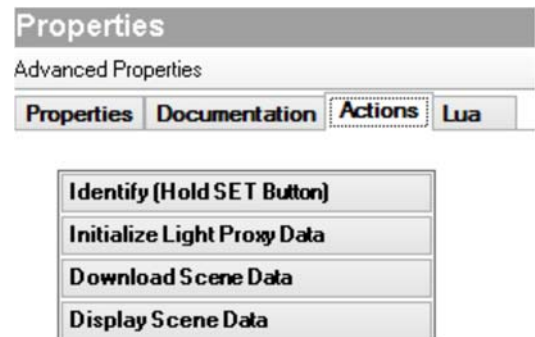 Properties
Advanced Properties
Properties Documentation Actions Lua
Identify (Hold SET Button)
Initialize Light Proxy Data
Download Scene Data
Display Scene Data